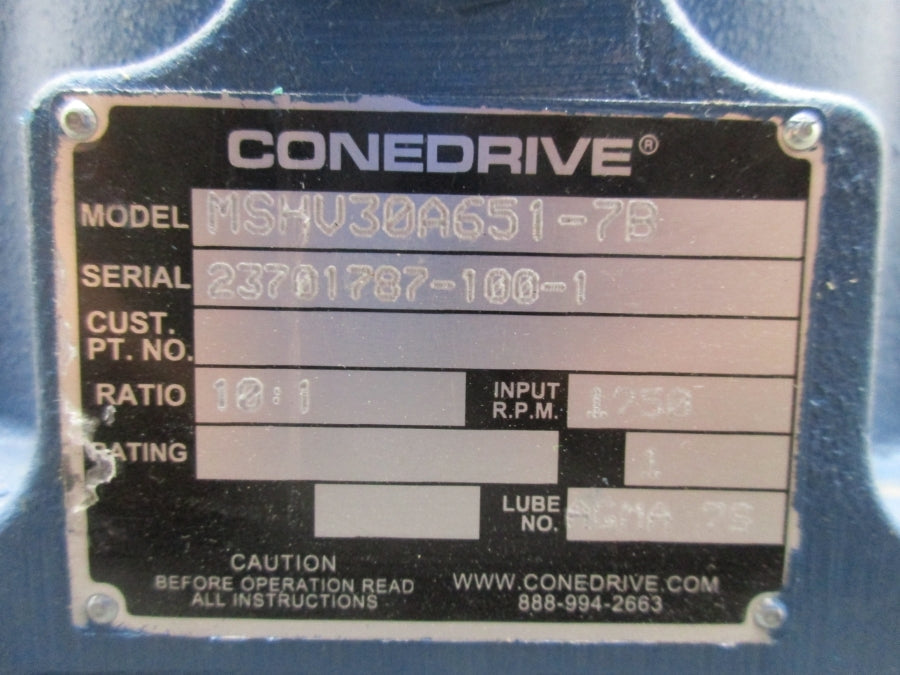 CONEDRIVE®
MODEL MSHV30A651-7B
SERIAL 23701787-100-1
CUST.
PT. NO.
RATIO 10:1 INPUT R.P.M. 1750
RATING 1
LUBE NO. AGMA 7S
CAUTION
BEFORE OPERATION READ
ALL INSTRUCTIONS
WWW.CONEDRIVE.COM
888-994-2663